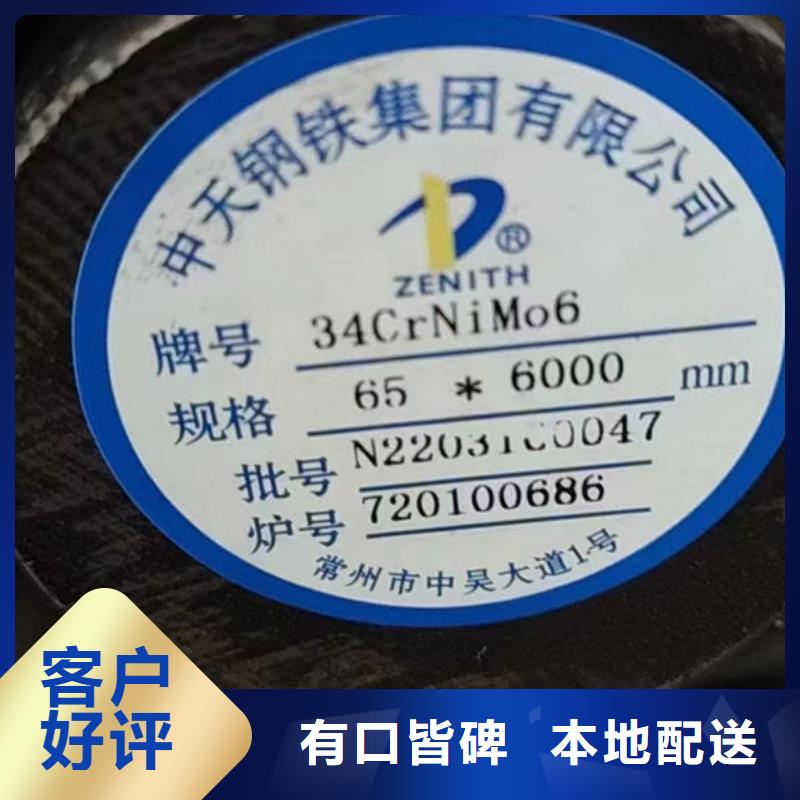 中天钢铁集团有限公司
®
ZENITH
牌号 34CrNiMo6
规格 65 * 6000 mm
批号 N22031C0047
炉号 720100686
常州市中吴大道1号
客户
好评
有口皆碑 本地配送